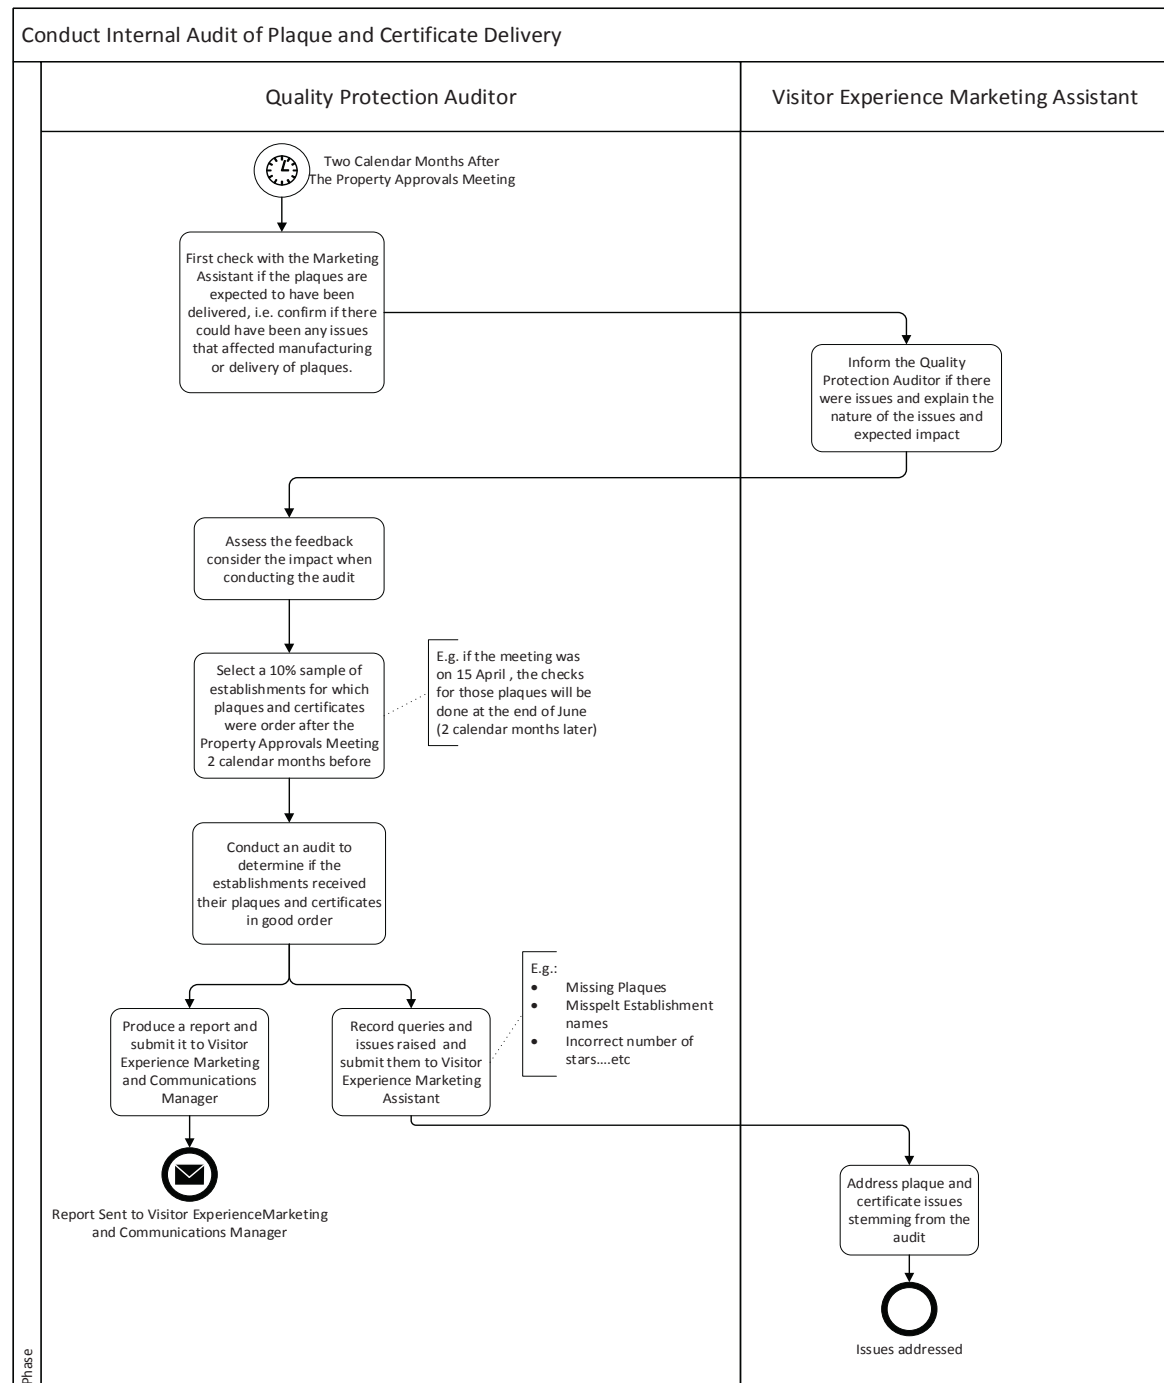 Conduct Internal Audit of Plaque and Certificate Delivery
Quality Protection Auditor
Visitor Experience Marketing Assistant
Two Calendar Months After
The Property Approvals Meeting
First check with the Marketing
Assistant if the plaques are
expected to have been
delivered, i.e. confirm if there
could have been any issues
that affected manufacturing
or delivery of plaques.
Inform the Quality
Protection Auditor if there
were issues and explain the
nature of the issues and
expected impact
Assess the feedback
consider the impact when
conducting the audit
Select a 10% sample of
establishments for which
plaques and certificates
were order after the
Property Approvals Meeting
2 calendar months before
E.g. if the meeting was
on 15 April , the checks
for those plaques will be
done at the end of June
(2 calendar months later)
Conduct an audit to
determine if the
establishments received
their plaques and certificates
in good order
E.g.:
• Missing Plaques
• Misspelt Establishment
names
• Incorrect number of
stars....etc
Produce a report and
submit it to Visitor
Experience Marketing
and Communications
Manager
Record queries and
issues raised and
submit them to Visitor
Experience Marketing
Assistant
Report Sent to Visitor ExperienceMarketing
and Communications Manager
Address plaque and
certificate issues
stemming from the
audit
Issues addressed
Phase